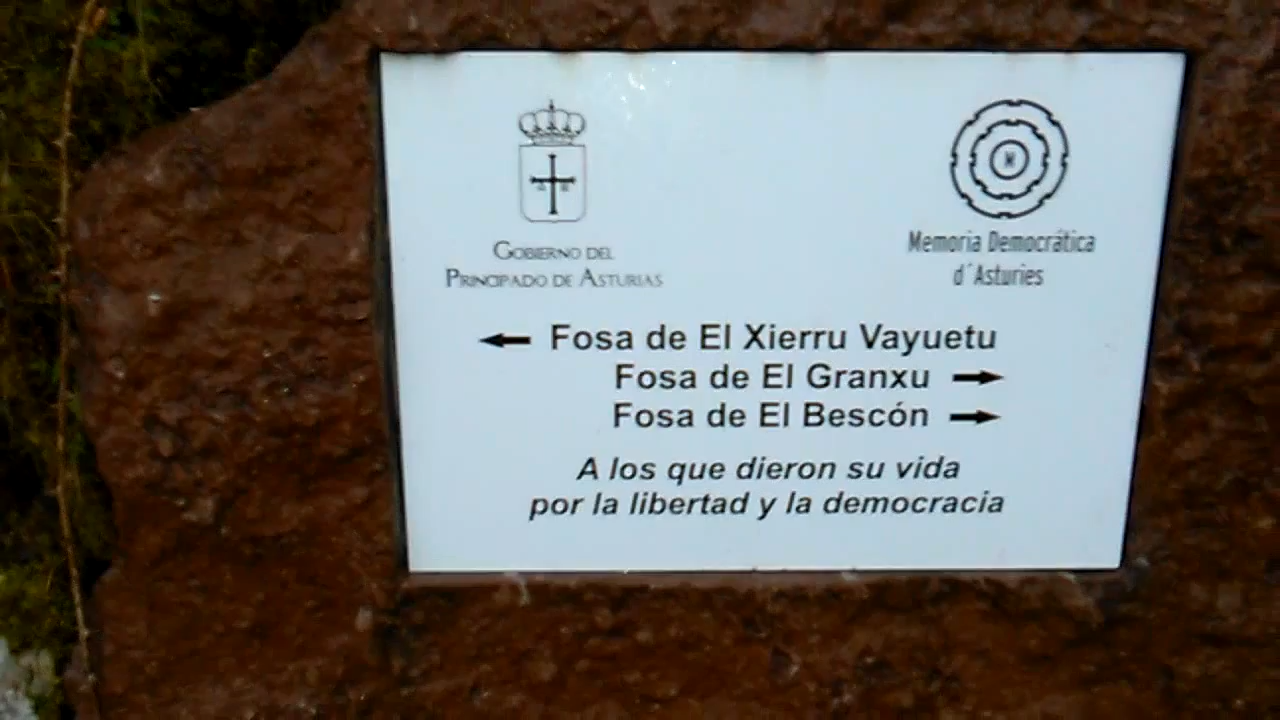 GOBIERNO DEL
PRINCIPADO DE ASTURIAS
Memoria Democrática
d´Asturies
Fosa de El Xierru Vayuetu
Fosa de El Granxu
Fosa de El Bescón
A los que dieron su vida
por la libertad y la democracia